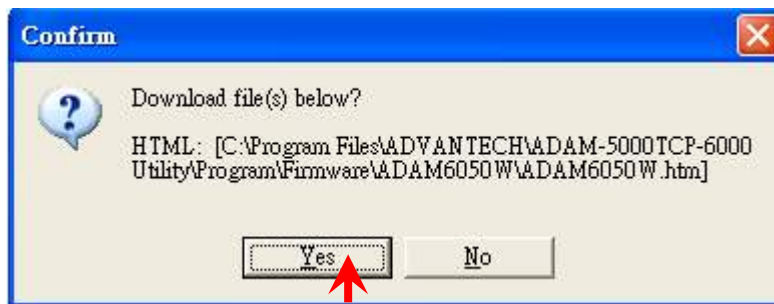 Confirm
Download file(s) below?
HTML: [C:\Program Files\ADVANTECH\ADAM-5000TCP-6000
Utility\Program\Firmware\ADAM6050W\ADAM6050W.htm]
Yes No